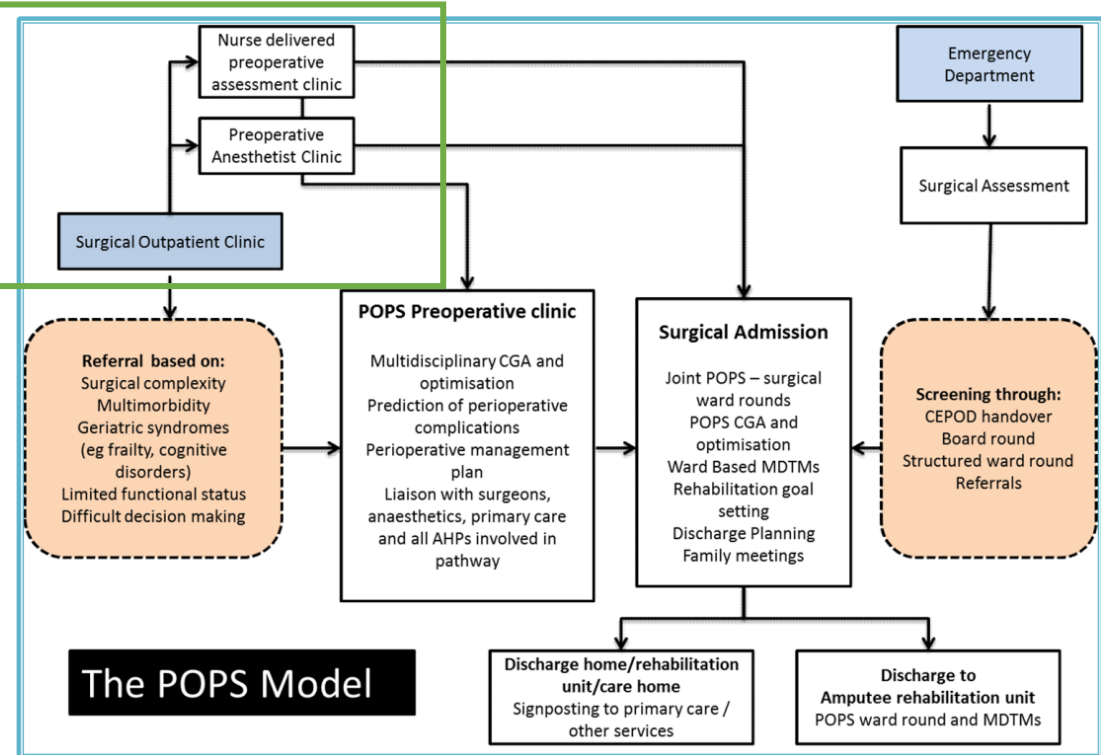 Nurse delivered
preoperative
assessment clinic
Preoperative
Anesthetist Clinic
Surgical Outpatient Clinic
Emergency
Department
Surgical Assessment
Referral based on:
Surgical complexity
Multimorbidity
Geriatric syndromes
(eg frailty, cognitive
disorders)
Limited functional status
Difficult decision making
POPS Preoperative clinic
Multidisciplinary CGA and
optimisation
Prediction of perioperative
complications
Perioperative management
plan
Liaison with surgeons,
anaesthetics, primary care
and all AHPs involved in
pathway
Surgical Admission
Joint POPS – surgical
ward rounds
POPS CGA and
optimisation
Ward Based MDTMs
Rehabilitation goal
setting
Discharge Planning
Family meetings
Screening through:
CEPOD handover
Board round
Structured ward round
Referrals
The POPS Model
Discharge home/rehabilitation
unit/care home
Signposting to primary care /
other services
Discharge to
Amputee rehabilitation unit
POPS ward round and MDTMs